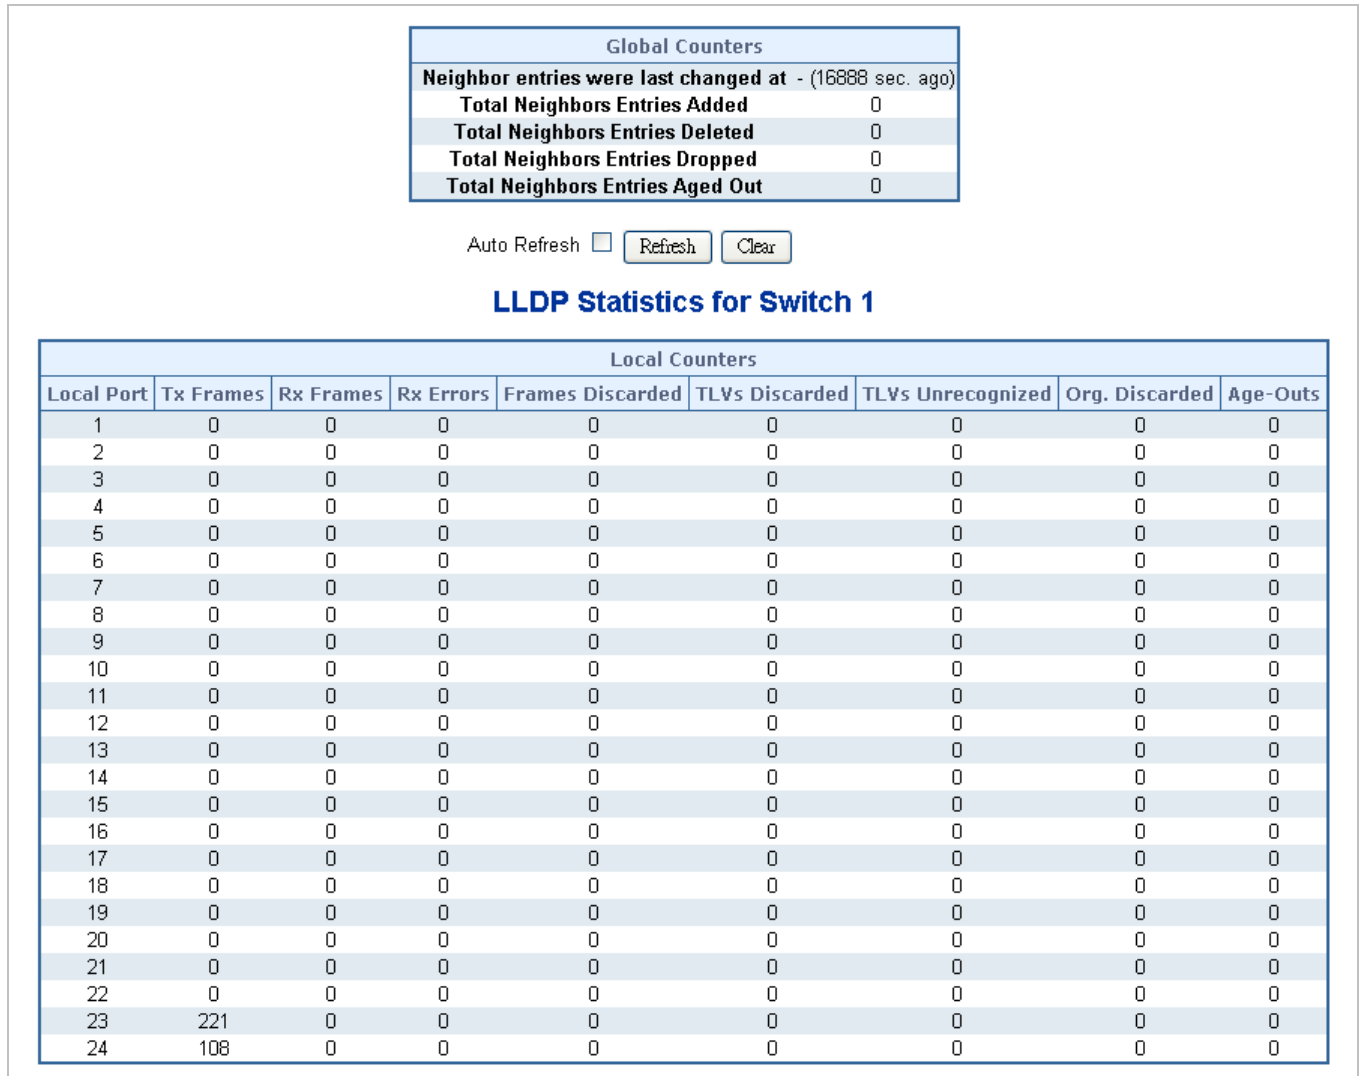 Global Counters
Neighbor entries were last changed at - (16888 sec. ago)
Total Neighbors Entries Added 0
Total Neighbors Entries Deleted 0
Total Neighbors Entries Dropped 0
Total Neighbors Entries Aged Out 0
Auto Refresh Refresh Clear
LLDP Statistics for Switch 1
Local Counters
Local Port Tx Frames Rx Frames Rx Errors Frames Discarded TLVs Discarded TLVs Unrecognized Org. Discarded Age-Outs
1 0 0 0 0 0 0 0 0
2 0 0 0 0 0 0 0 0
3 0 0 0 0 0 0 0 0
4 0 0 0 0 0 0 0 0
5 0 0 0 0 0 0 0 0
6 0 0 0 0 0 0 0 0
7 0 0 0 0 0 0 0 0
8 0 0 0 0 0 0 0 0
9 0 0 0 0 0 0 0 0
10 0 0 0 0 0 0 0 0
11 0 0 0 0 0 0 0 0
12 0 0 0 0 0 0 0 0
13 0 0 0 0 0 0 0 0
14 0 0 0 0 0 0 0 0
15 0 0 0 0 0 0 0 0
16 0 0 0 0 0 0 0 0
17 0 0 0 0 0 0 0 0
18 0 0 0 0 0 0 0 0
19 0 0 0 0 0 0 0 0
20 0 0 0 0 0 0 0 0
21 0 0 0 0 0 0 0 0
22 0 0 0 0 0 0 0 0
23 221 0 0 0 0 0 0 0
24 108 0 0 0 0 0 0 0